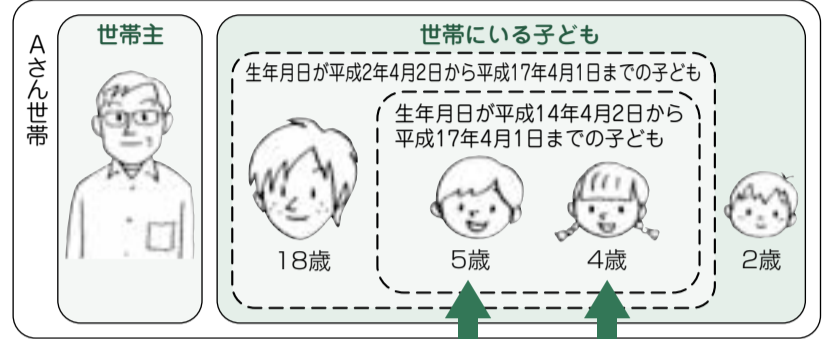 Aさん世帯
世帯主
世帯にいる子ども
生年月日が平成2年4月2日から平成17年4月1日までの子ども
生年月日が平成14年4月2日から
平成17年4月1日までの子ども
18歳
5歳
4歳
2歳